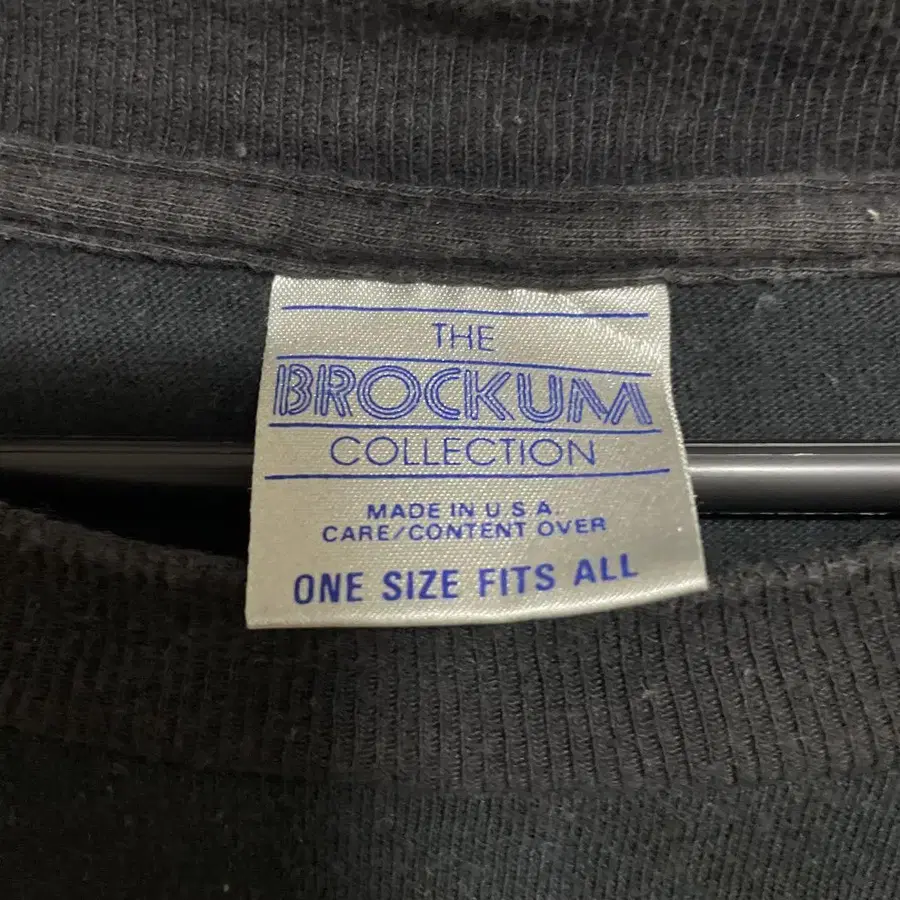 THE
BROCKUM
COLLECTION
MADE IN U S A.
CARE/CONTENT OVER
ONE SIZE FITS ALL